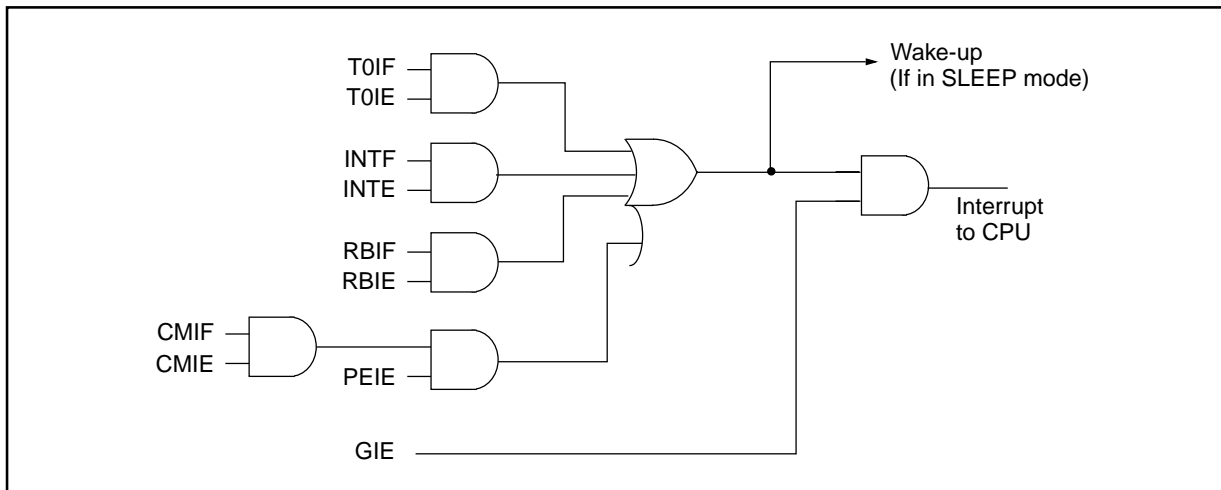 T0IF
T0IE
INTF
INTE
RBIF
RBIE
CMIF
CMIE
PEIE
GIE
Wake-up
(If in SLEEP mode)
Interrupt
to CPU